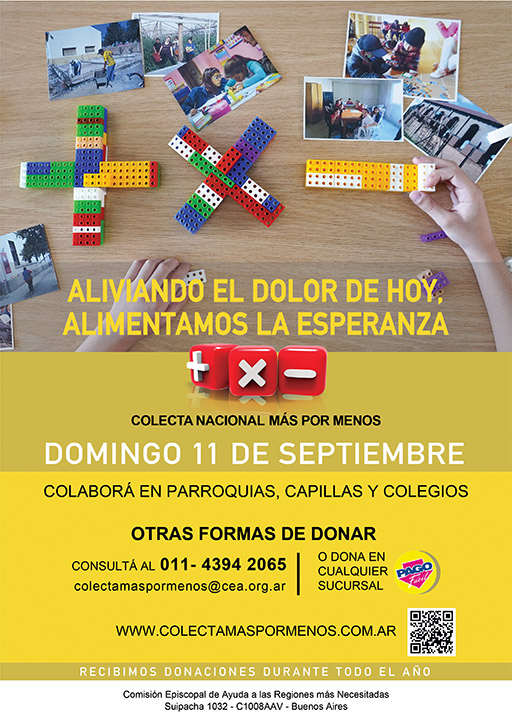 ALIVIANDO EL DOLOR DE HOY,
ALIMENTAMOS LA ESPERANZA
+ × −
COLECTA NACIONAL MÁS POR MENOS
DOMINGO 11 DE SEPTIEMBRE
COLABORÁ EN PARROQUIAS, CAPILLAS Y COLEGIOS
OTRAS FORMAS DE DONAR
CONSULTÁ AL 011- 4394 2065
colectamaspormenos@cea.org.ar
O DONA EN
CUALQUIER
SUCURSAL
PAGO
Fácil
WWW.COLECTAMASPORMENOS.COM.AR
RECIBIMOS DONACIONES DURANTE TODO EL AÑO
Comisión Episcopal de Ayuda a las Regiones más Necesitadas
Suipacha 1032 - C1008AAV - Buenos Aires